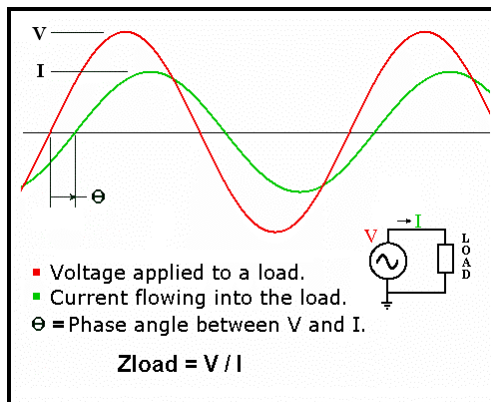 V
I
Θ
I
V
LOAD
Voltage applied to a load.
Current flowing into the load.
Θ = Phase angle between V and I.
Zload = V / I